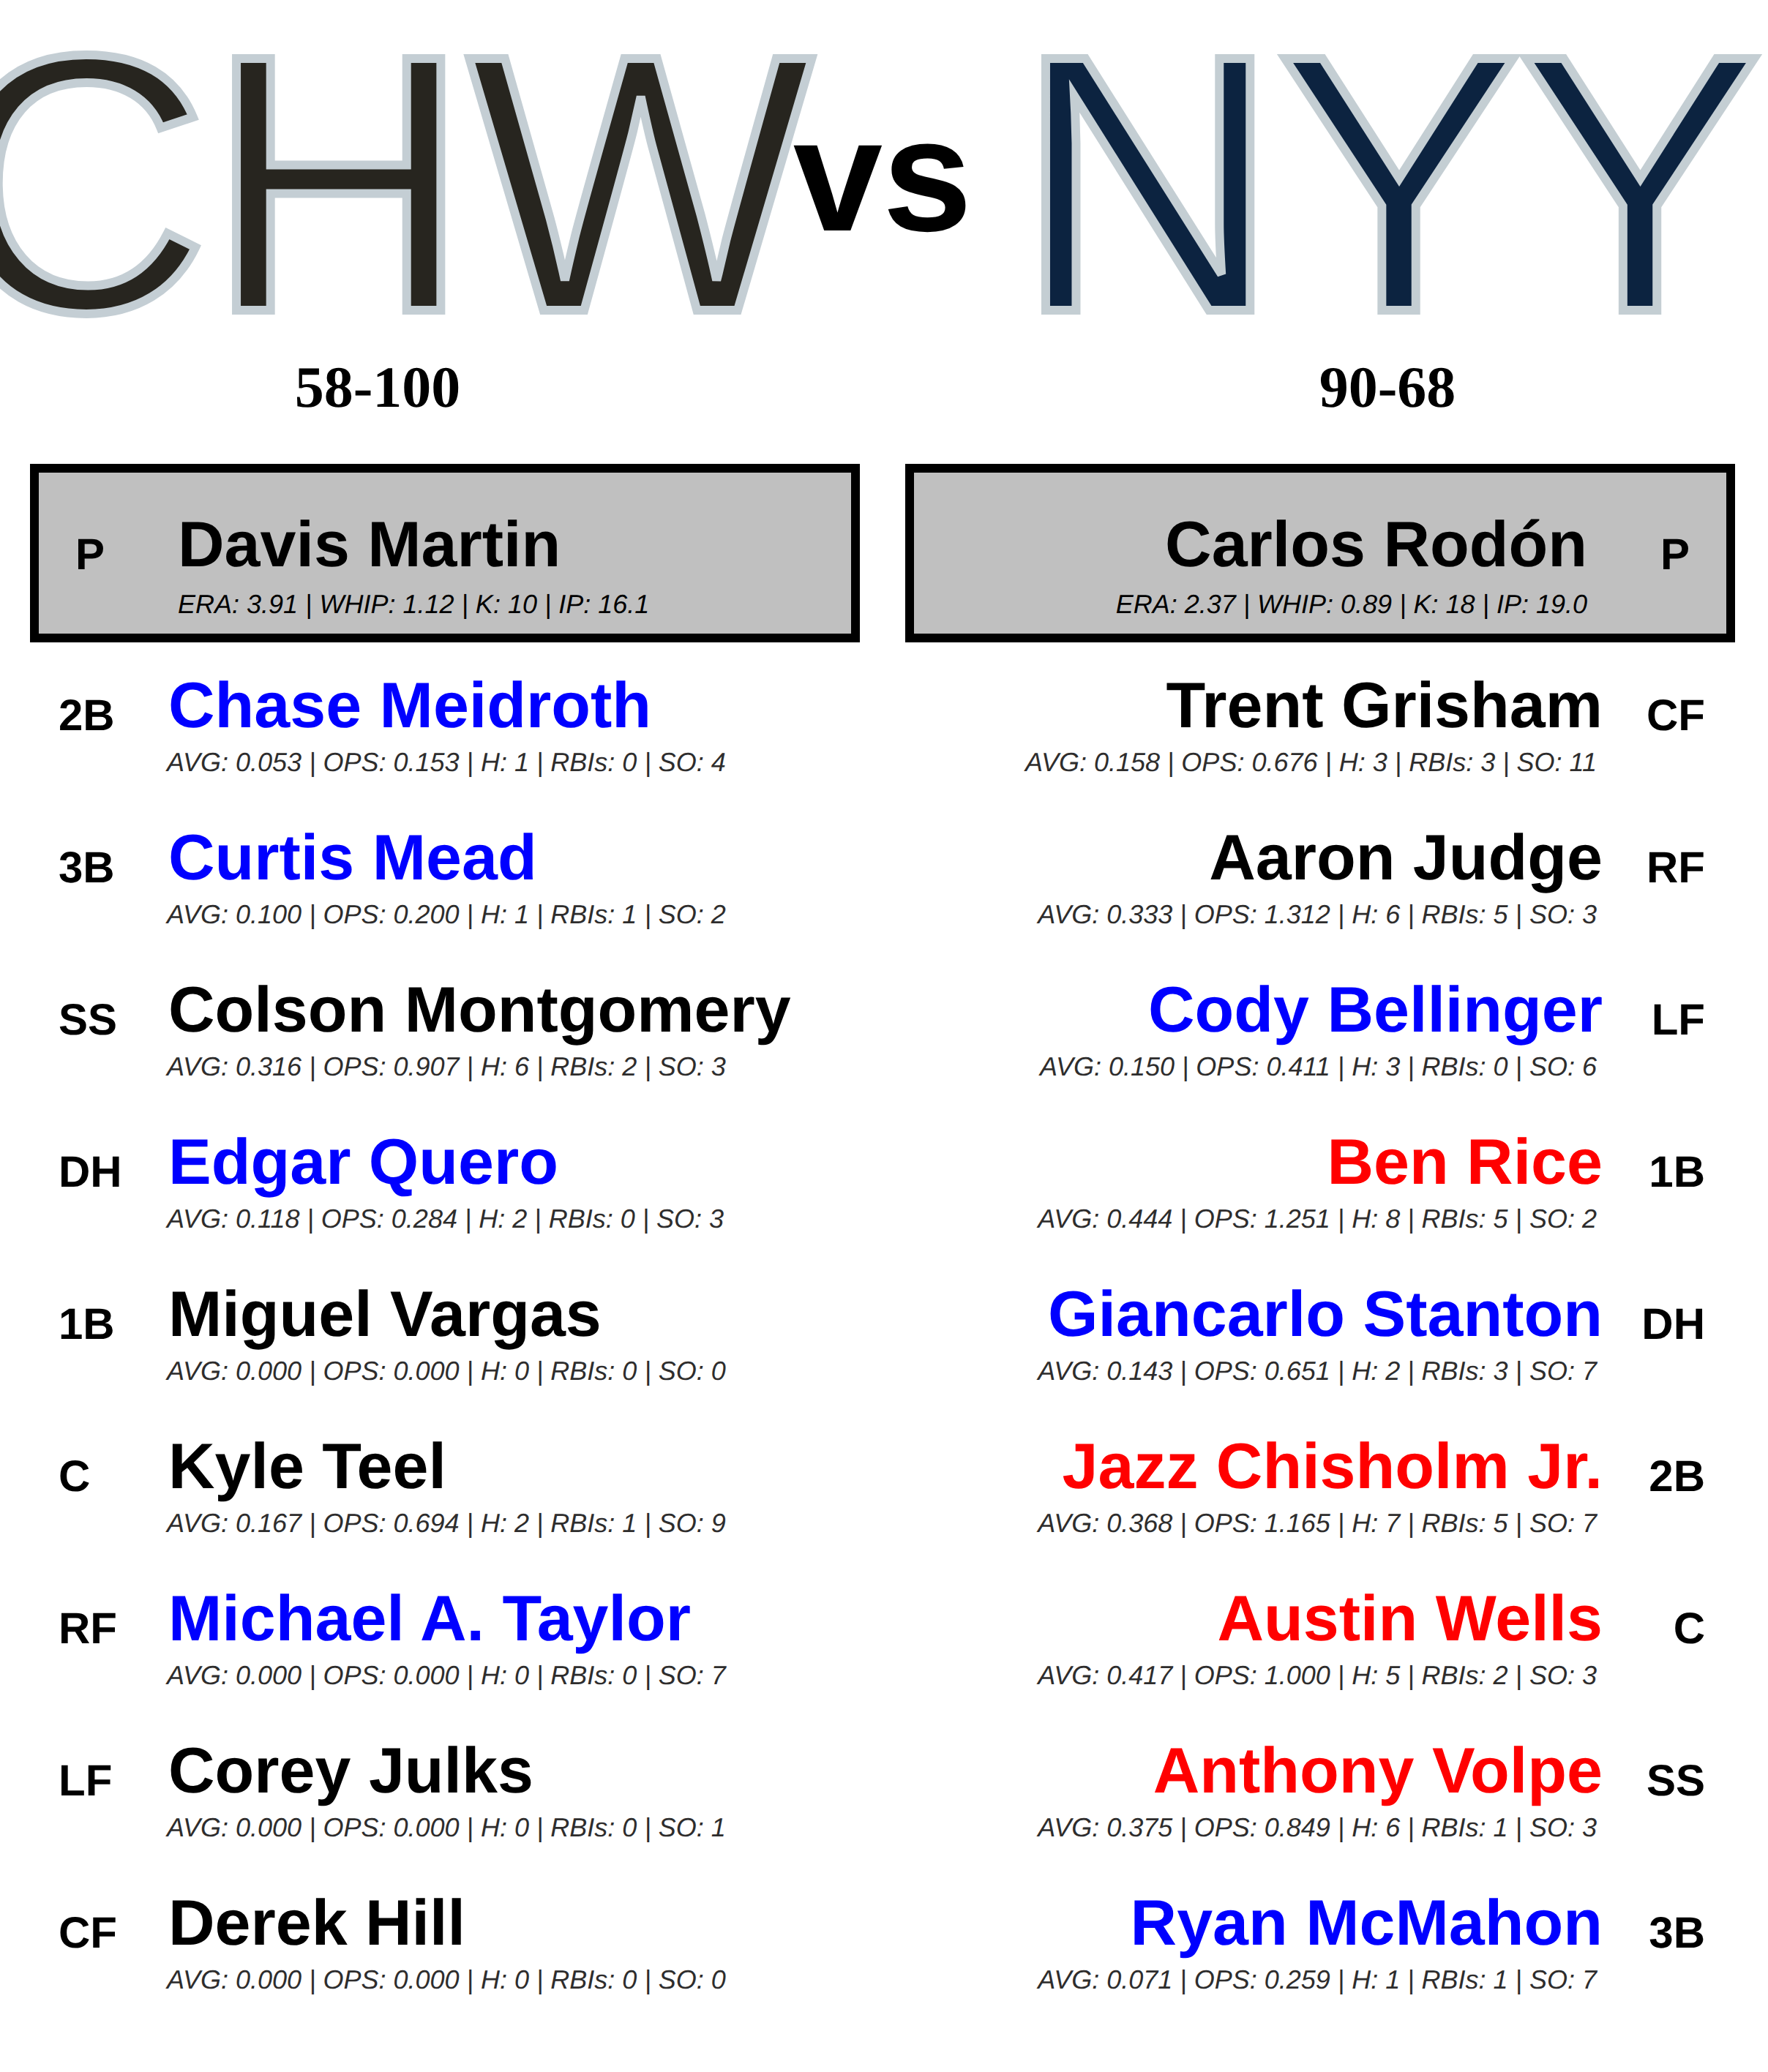 CHW vs NYY
58-100
90-68
P Davis Martin
ERA: 3.91 | WHIP: 1.12 | K: 10 | IP: 16.1
Carlos Rodón P
ERA: 2.37 | WHIP: 0.89 | K: 18 | IP: 19.0
2B Chase Meidroth
AVG: 0.053 | OPS: 0.153 | H: 1 | RBIs: 0 | SO: 4
3B Curtis Mead
AVG: 0.100 | OPS: 0.200 | H: 1 | RBIs: 1 | SO: 2
SS Colson Montgomery
AVG: 0.316 | OPS: 0.907 | H: 6 | RBIs: 2 | SO: 3
DH Edgar Quero
AVG: 0.118 | OPS: 0.284 | H: 2 | RBIs: 0 | SO: 3
1B Miguel Vargas
AVG: 0.000 | OPS: 0.000 | H: 0 | RBIs: 0 | SO: 0
C Kyle Teel
AVG: 0.167 | OPS: 0.694 | H: 2 | RBIs: 1 | SO: 9
RF Michael A. Taylor
AVG: 0.000 | OPS: 0.000 | H: 0 | RBIs: 0 | SO: 7
LF Corey Julks
AVG: 0.000 | OPS: 0.000 | H: 0 | RBIs: 0 | SO: 1
CF Derek Hill
AVG: 0.000 | OPS: 0.000 | H: 0 | RBIs: 0 | SO: 0
Trent Grisham CF
AVG: 0.158 | OPS: 0.676 | H: 3 | RBIs: 3 | SO: 11
Aaron Judge RF
AVG: 0.333 | OPS: 1.312 | H: 6 | RBIs: 5 | SO: 3
Cody Bellinger LF
AVG: 0.150 | OPS: 0.411 | H: 3 | RBIs: 0 | SO: 6
Ben Rice 1B
AVG: 0.444 | OPS: 1.251 | H: 8 | RBIs: 5 | SO: 2
Giancarlo Stanton DH
AVG: 0.143 | OPS: 0.651 | H: 2 | RBIs: 3 | SO: 7
Jazz Chisholm Jr. 2B
AVG: 0.368 | OPS: 1.165 | H: 7 | RBIs: 5 | SO: 7
Austin Wells C
AVG: 0.417 | OPS: 1.000 | H: 5 | RBIs: 2 | SO: 3
Anthony Volpe SS
AVG: 0.375 | OPS: 0.849 | H: 6 | RBIs: 1 | SO: 3
Ryan McMahon 3B
AVG: 0.071 | OPS: 0.259 | H: 1 | RBIs: 1 | SO: 7